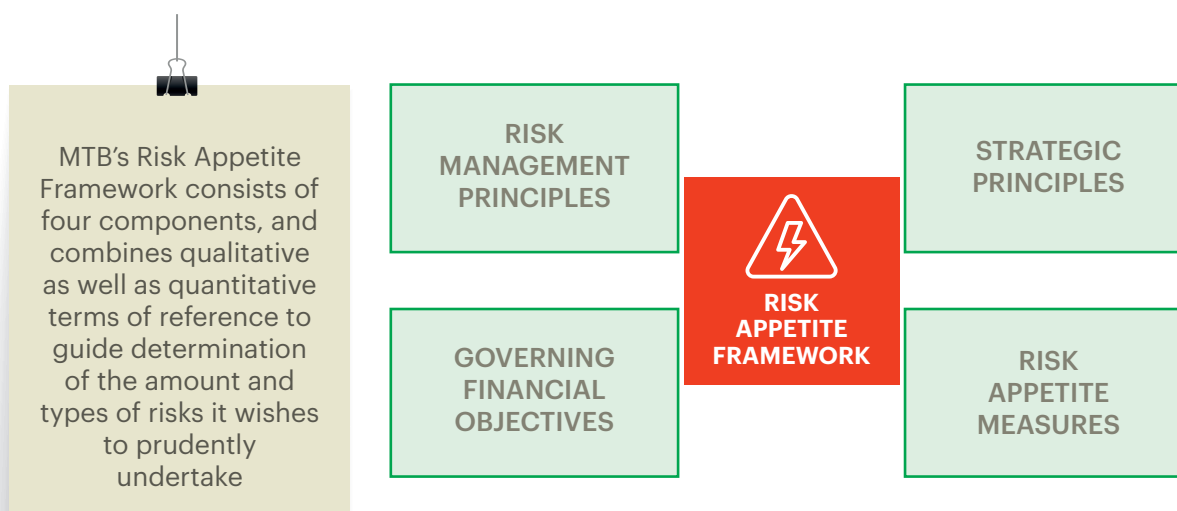 MTB’s Risk Appetite
Framework consists of
four components, and
combines qualitative
as well as quantitative
terms of reference to
guide determination
of the amount and
types of risks it wishes
to prudently
undertake
RISK
MANAGEMENT
PRINCIPLES
STRATEGIC
PRINCIPLES
RISK
APPETITE
FRAMEWORK
GOVERNING
FINANCIAL
OBJECTIVES
RISK
APPETITE
MEASURES